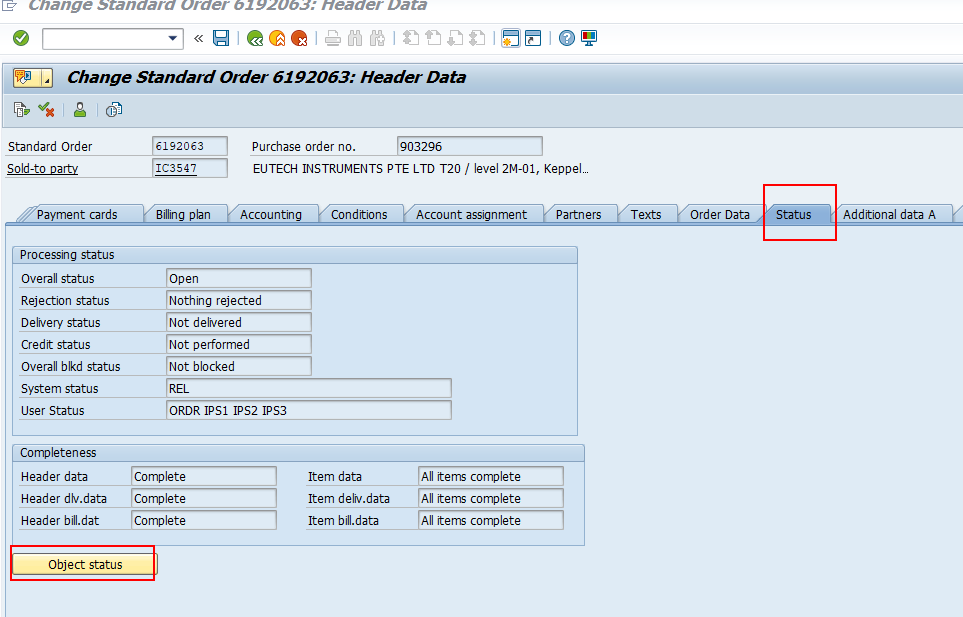 Change Standard Order 6192063: Header Data
Change Standard Order 6192063: Header Data
Standard Order 6192063 Purchase order no. 903296
Sold-to party IC3547 EUTECH INSTRUMENTS PTE LTD T20 / level 2M-01, Keppel...
Payment cards Billing plan Accounting Conditions Account assignment Partners Texts Order Data Status Additional data A
Processing status
Overall status Open
Rejection status Nothing rejected
Delivery status Not delivered
Credit status Not performed
Overall blkd status Not blocked
System status REL
User Status ORDR IPS1 IPS2 IPS3
Completeness
Header data Complete Item data All items complete
Header dlv.data Complete Item deliv.data All items complete
Header bill.dat Complete Item bill.data All items complete
Object status